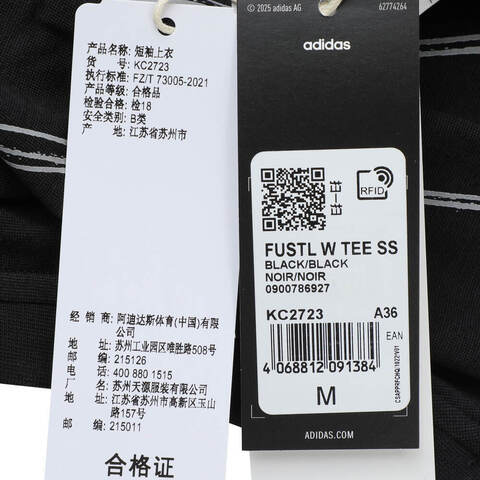 产品名称: 短袖上衣
货 号: KC2723
执行标准: FZ/T 73005-2021
产品等级: 合格品
检验合格: 检18
安全类别: B类
产 地: 江苏省苏州市
经 销 商: 阿迪达斯体育(中国)有限公司
地 址: 苏州工业园区唯胜路508号
邮 编: 215126
电 话: 400 880 1515
厂 名: 苏州天源服装有限公司
地 址: 江苏省苏州市高新区玉山路157号
邮 编: 215011
合格证
© 2025 adidas AG
62774264
adidas
扫一扫
RFID
FUSTL W TEE SS
BLACK/BLACK
NOIR/NOIR
0900786927
KC2723 A36
EAN
4 068812 091384
M
ADIDAS.COM